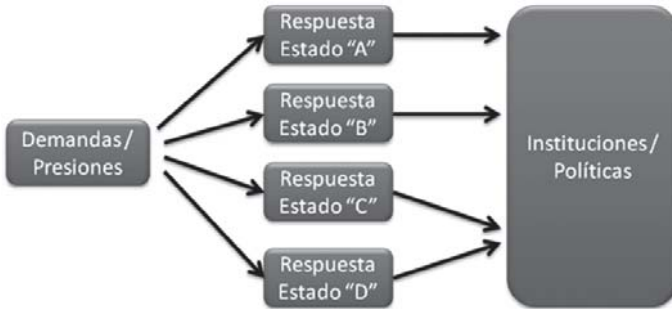 Demandas/
Presiones
Respuesta
Estado "A"
Respuesta
Estado "B"
Respuesta
Estado "C"
Respuesta
Estado "D"
Instituciones/
Políticas